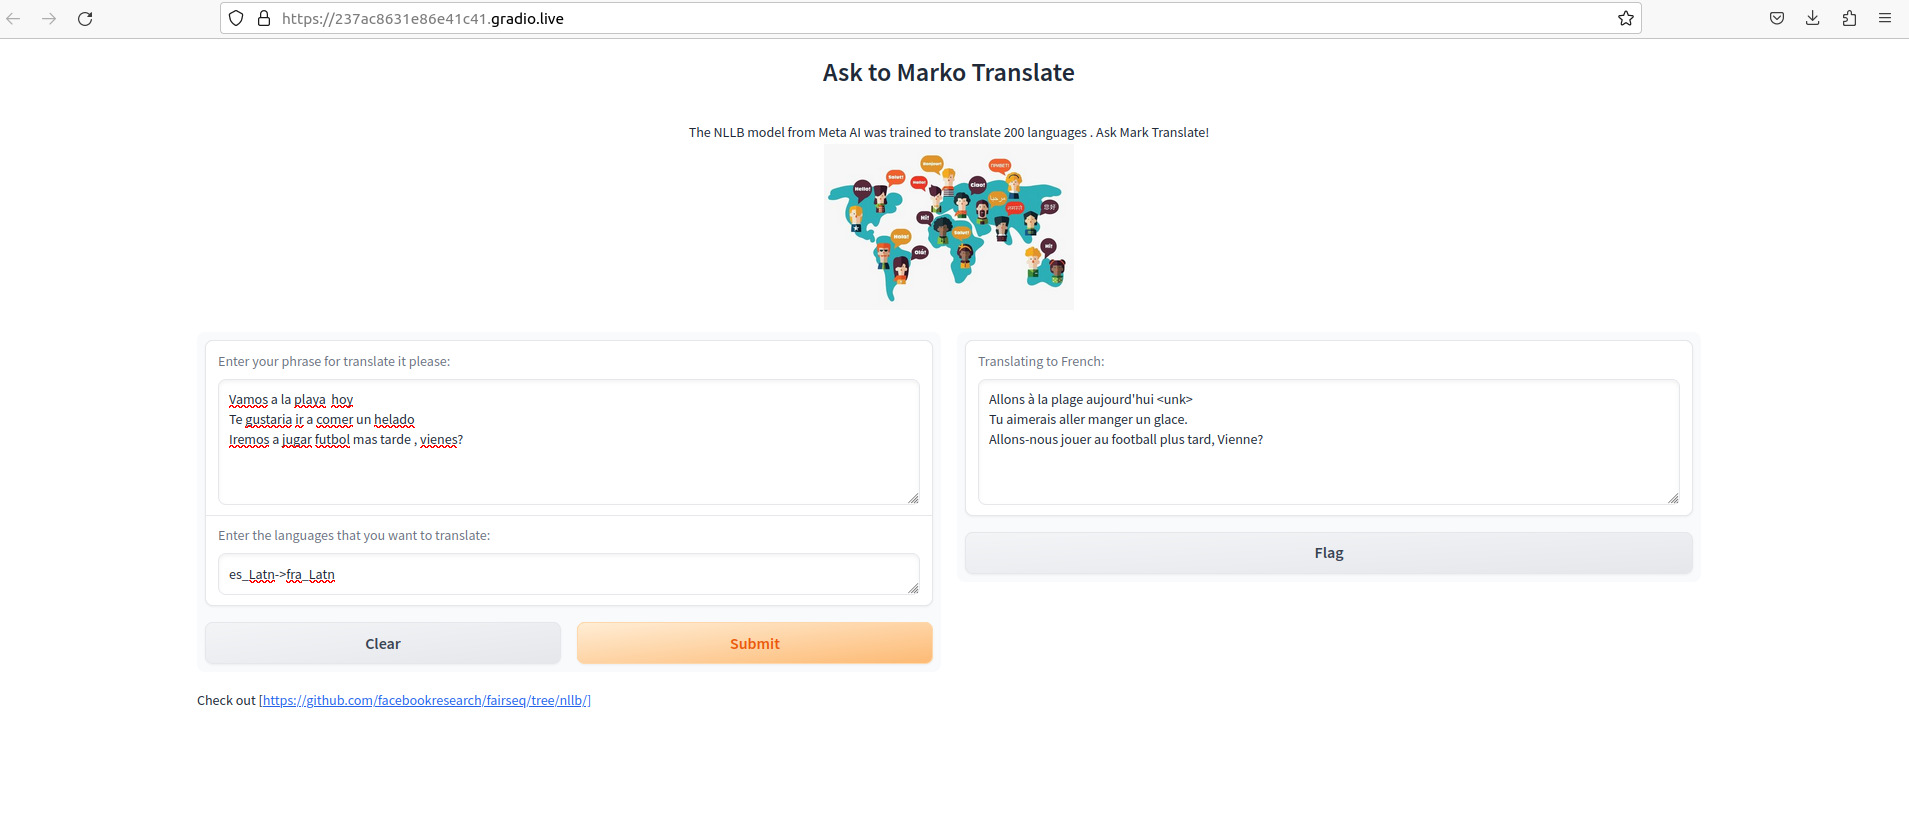 https://237ac8631e86e41c41.gradio.live
Ask to Marko Translate
The NLLB model from Meta AI was trained to translate 200 languages . Ask Mark Translate!
Hello!
Salut!
Hello!
Ciao!
Hi!
Hola!
Olá!
Salut!
Hi!
Enter your phrase for translate it please:
Vamos a la playa  hoy
Te gustaria ir a comer un helado
Iremos a jugar futbol mas tarde , vienes?
Translating to French:
Allons à la plage aujourd'hui <unk>
Tu aimerais aller manger un glace.
Allons-nous jouer au football plus tard, Vienne?
Enter the languages that you want to translate:
es_Latn->fra_Latn
Flag
Clear
Submit
Check out [https://github.com/facebookresearch/fairseq/tree/nllb/]